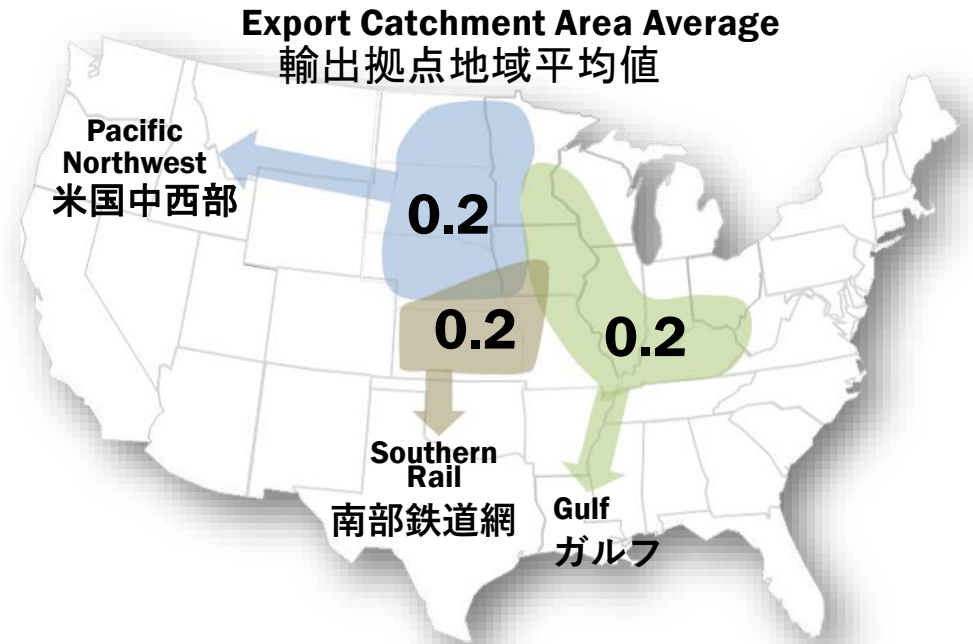 Export Catchment Area Average
輸出拠点地域平均値
Pacific
Northwest
米国中西部
0.2
0.2
0.2
Southern
Rail
南部鉄道網
Gulf
ガルフ